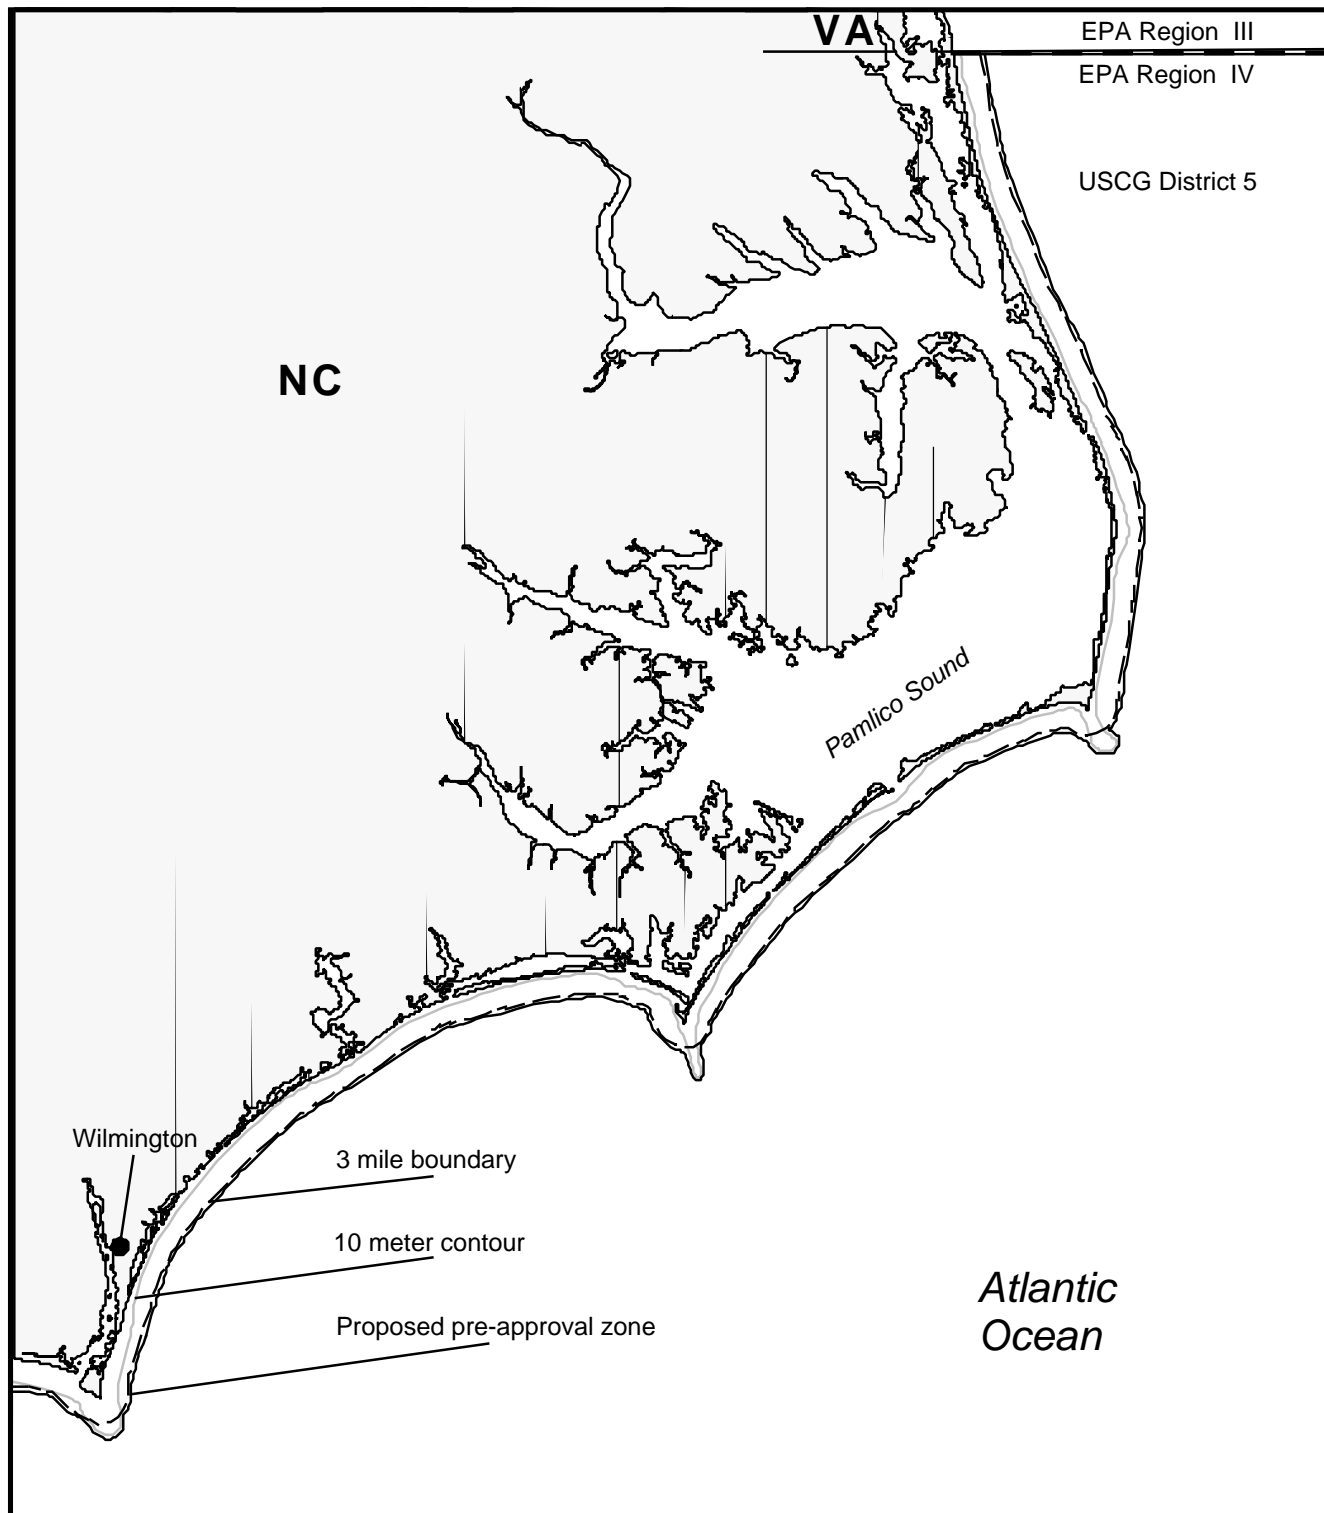 VA
EPA Region III
EPA Region IV
USCG District 5
NC
Pamlico Sound
Wilmington
3 mile boundary
10 meter contour
Proposed pre-approval zone
Atlantic
Ocean